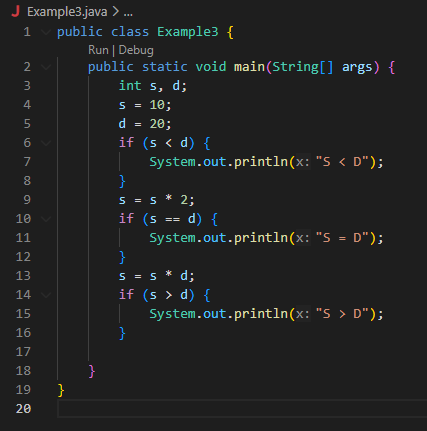 J Example3.java > ...
1 public class Example3 {
Run | Debug
2 public static void main(String[] args) {
3 int s, d;
4 s = 10;
5 d = 20;
6 if (s < d) {
7 System.out.println(x: "S < D");
8 }
9 s = s * 2;
10 if (s == d) {
11 System.out.println(x: "S = D");
12 }
13 s = s * d;
14 if (s > d) {
15 System.out.println(x: "S > D");
16 }
17
18 }
19 }
20